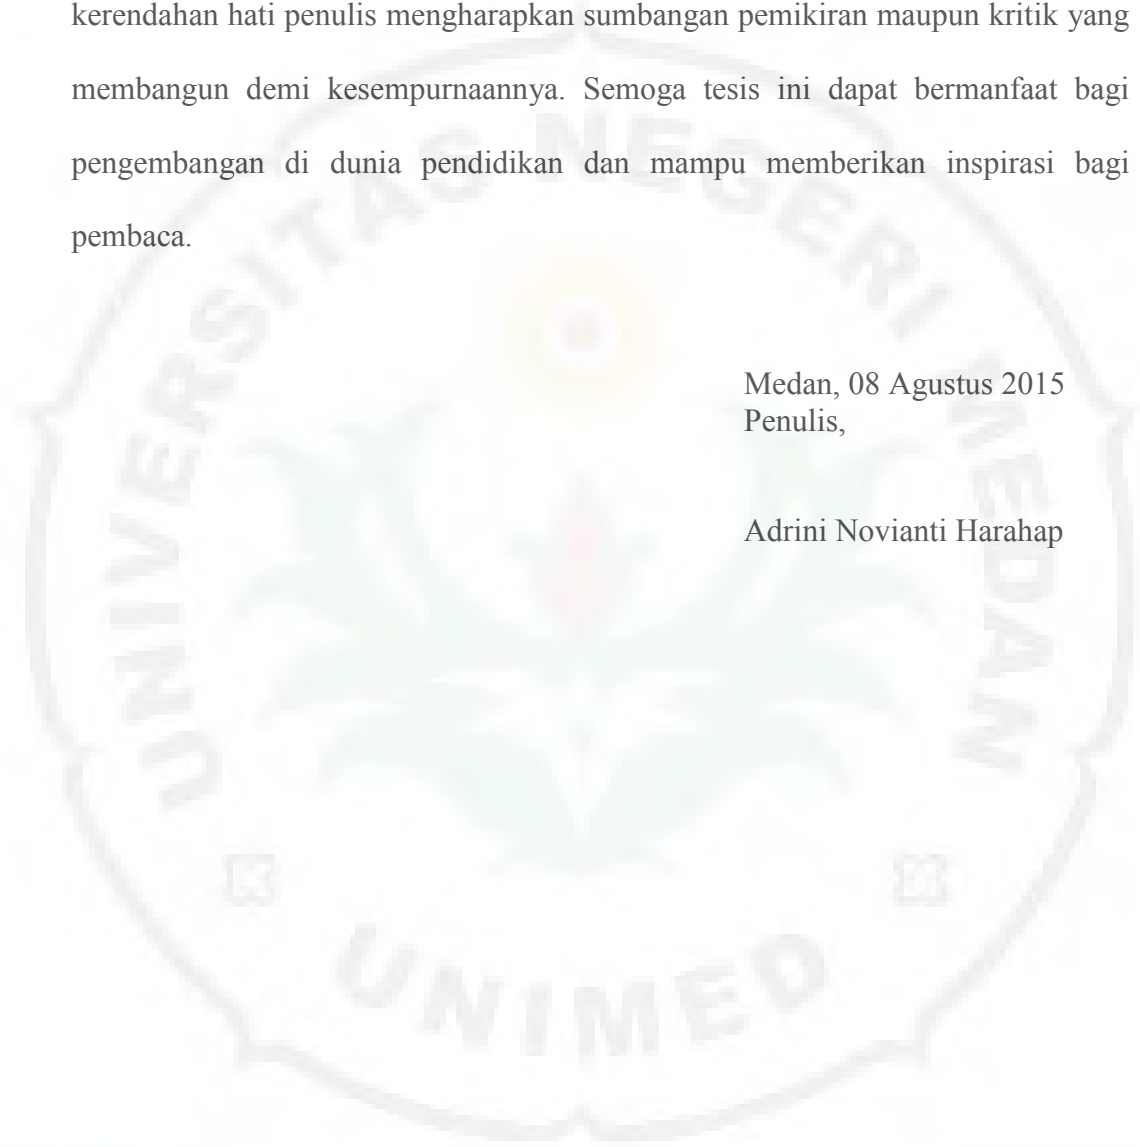 kerendahan hati penulis mengharapkan sumbangan pemikiran maupun kritik yang
membangun demi kesempurnaannya. Semoga tesis ini dapat bermanfaat bagi
pengembangan di dunia pendidikan dan mampu memberikan inspirasi bagi
pembaca.
Medan, 08 Agustus 2015
Penulis,
Adrini Novianti Harahap
UNIVERSITAS NEGERI MEDAN
UNIMED